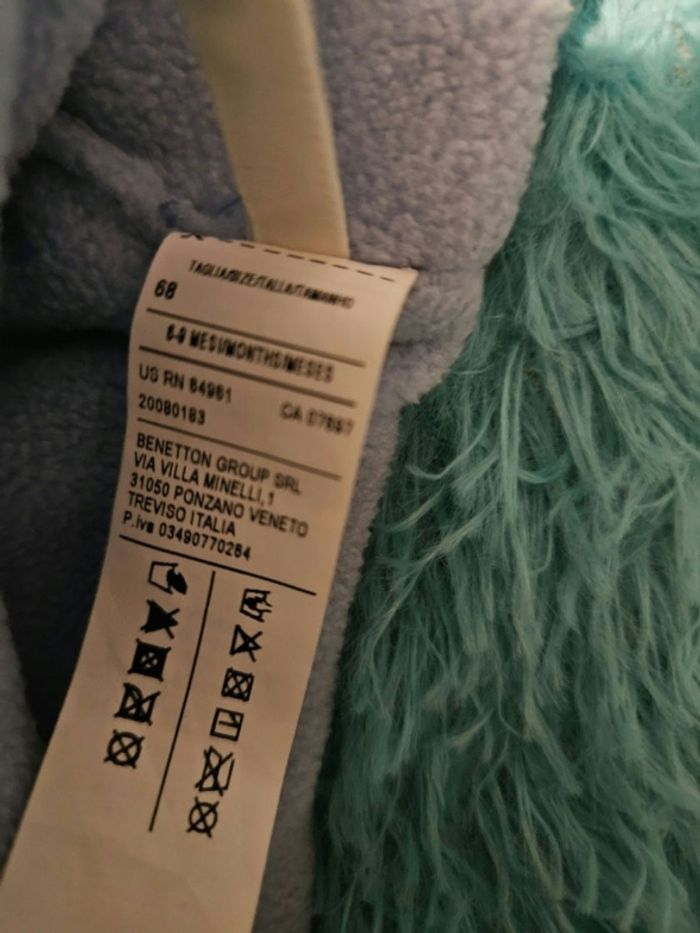 TAGLIA/SIZE/TALLA/TAMANHO
68
6-9 MESI/MONTHS/MESES
US RN 84961 CA 07897
20080183
BENETTON GROUP SRL
VIA VILLA MINELLI,1
31050 PONZANO VENETO
TREVISO ITALIA
P.iva 03490770264